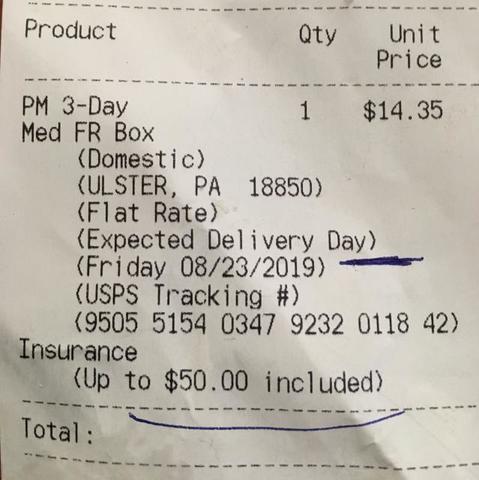 Product Qty Unit
Price
PM 3-Day 1 $14.35
Med FR Box
(Domestic)
(ULSTER, PA 18850)
(Flat Rate)
(Expected Delivery Day)
(Friday 08/23/2019)
(USPS Tracking #)
(9505 5154 0347 9232 0118 42)
Insurance
(Up to $50.00 included)
Total: